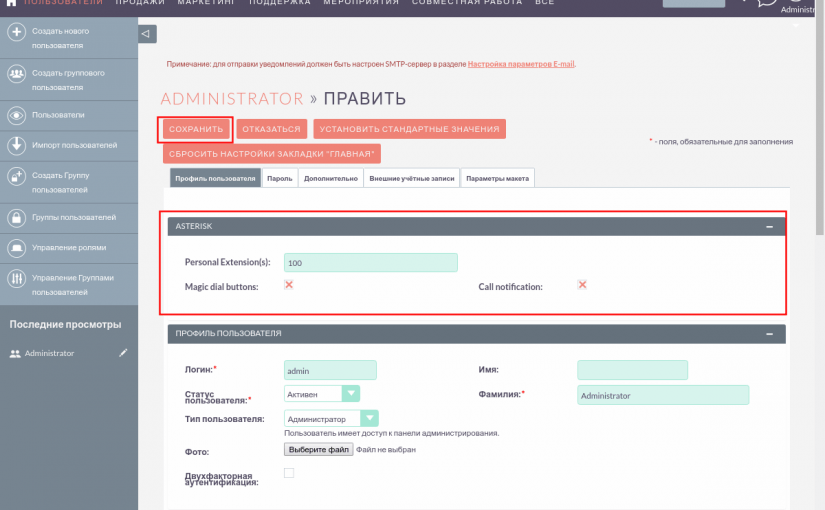 ПОЛЬЗОВАТЕЛИ ПРОДАЖИ МАРКЕТИНГ ПОДДЕРЖКА МЕРОПРИЯТИЯ СОВМЕСТНАЯ РАБОТА ВСЕ
Administr
Создать нового
пользователя
Создать группового
пользователя
Пользователи
Импорт пользователей
Создать Группу
пользователей
Группы пользователей
Управление ролями
Управление Группами
пользователей
Последние просмотры
Administrator
Примечание: для отправки уведомлений должен быть настроен SMTP-сервер в разделе Настройка параметров E-mail.
ADMINISTRATOR » ПРАВИТЬ
СОХРАНИТЬ ОТКАЗАТЬСЯ УСТАНОВИТЬ СТАНДАРТНЫЕ ЗНАЧЕНИЯ
* - поля, обязательные для заполнения
СБРОСИТЬ НАСТРОЙКИ ЗАКЛАДКИ "ГЛАВНАЯ"
Профиль пользователя Пароль Дополнительно Внешние учётные записи Параметры макета
ASTERISK
Personal Extension(s): 100
Magic dial buttons: Call notification:
ПРОФИЛЬ ПОЛЬЗОВАТЕЛЯ
Логин:* admin Имя:
Статус
пользователя:* Активен Фамилия:* Administrator
Тип пользователя: Администратор
Пользователь имеет доступ к панели администрирования.
Фото: Выберите файл Файл не выбран
Двухфакторная
аутентификация: